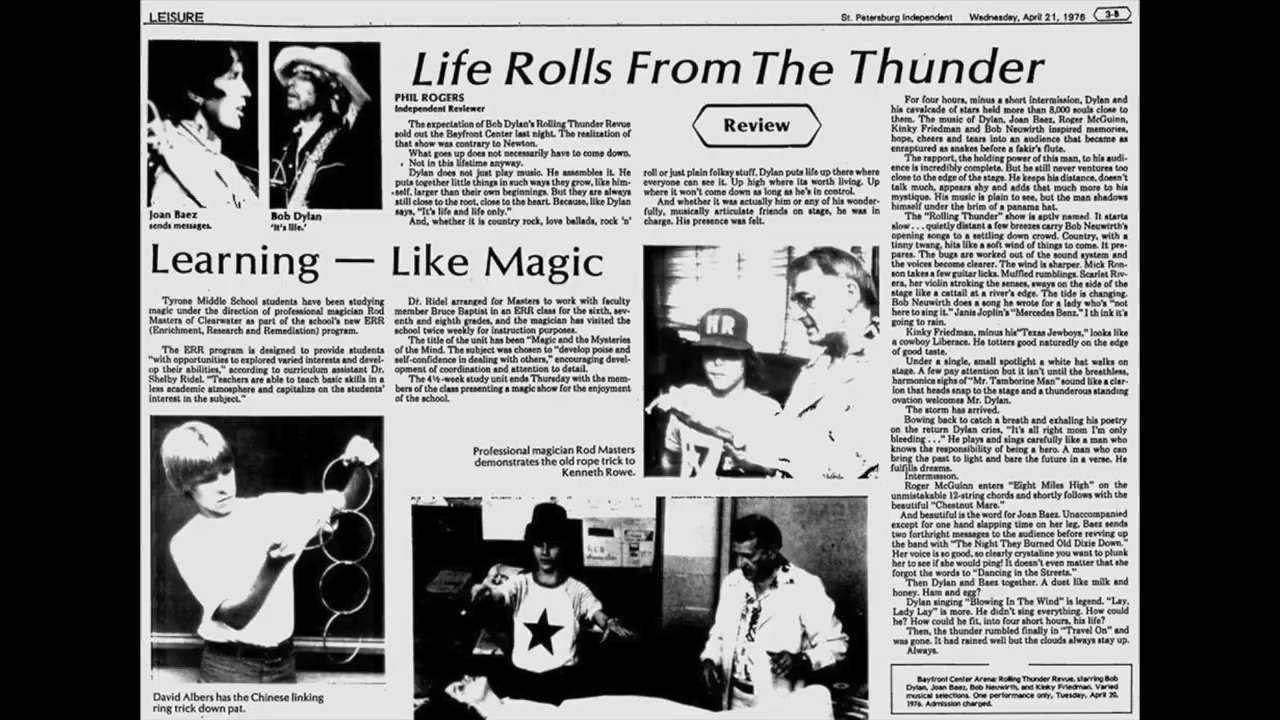 LEISURE
St. Petersburg Independent Wednesday, April 21, 1976 3-B
Joan Baez
sends messages.
Bob Dylan
'It's life.'
Life Rolls From The Thunder
PHIL ROGERS
Independent Reviewer
The expectation of Bob Dylan's Rolling Thunder Revue
sold out the Bayfront Center last night. The realization of
that show was contrary to Newton.
What goes up does not necessarily have to come down.
Not in this lifetime anyway.
Dylan does not just play music. He assembles it. He
puts together little things in such ways they grow, like him-
self, larger than their own beginnings. But they are always
still close to the root, close to the heart. Because, like Dylan
says, "It's life and life only."
And, whether it is country rock, love ballads, rock 'n'
Review
roll or just plain folksy stuff, Dylan puts life up there where
everyone can see it. Up high where its worth living. Up
where it won't come down as long as he's in control.
And whether it was actually him or any of his wonder-
fully, musically articulate friends on stage, he was in
charge. His presence was felt.
For four hours, minus a short intermission, Dylan and
his cavalcade of stars held more than 8,000 souls close to
them. The music of Dylan, Joan Baez, Roger McGuinn,
Kinky Friedman and Bob Neuwirth inspired memories,
hope, cheers and tears into an audience that became as
enraptured as snakes before a fakir's flute.
The rapport, the holding power of this man, to his audi-
ence is incredibly complete. But he still never ventures too
close to the edge of the stage. He keeps his distance, doesn't
talk much, appears shy and adds that much more to his
mystique. His music is plain to see, but the man shadows
himself under the brim of a panama hat.
The "Rolling Thunder" show is aptly named. It starts
slow . . . quietly distant a few breezes carry Bob Neuwirth's
opening songs to a settling down crowd. Country, with a
tinny twang, hits like a soft wind of things to come. It pre-
pares. The bugs are worked out of the sound system and
the voices become clearer. The wind is sharper. Mick Ron-
son takes a few guitar licks. Muffled rumblings. Scarlet Riv-
era, her violin stroking the senses, sways on the side of the
stage like a cattail at a river's edge. The tide is changing.
Bob Neuwirth does a song he wrote for a lady who's "not
here to sing it." Janis Joplin's "Mercedes Benz." I think it's
going to rain.
Kinky Friedman, minus his "Texas Jewboys," looks like
a cowboy Liberace. He totters good naturedly on the edge
of good taste.
Under a single, small spotlight a white hat walks on
stage. A few pay attention but it isn't until the breathless,
harmonica sighs of "Mr. Tamborine Man" sound like a clar-
ion that heads snap to the stage and a thunderous standing
ovation welcomes Mr. Dylan.
The storm has arrived.
Bowing back to catch a breath and exhaling his poetry
on the return Dylan cries, "It's all right mom I'm only
bleeding . . ." He plays and sings carefully like a man who
knows the responsibility of being a hero. A man who can
bring the past to light and bare the future in a verse. He
fulfills dreams.
Intermission.
Roger McGuinn enters "Eight Miles High" on the
unmistakable 12-string chords and shortly follows with the
beautiful "Chestnut Mare."
And beautiful is the word for Joan Baez. Unaccompanied
except for one hand slapping time on her leg, Baez sends
two forthright messages to the audience before revving up
the band with "The Night They Burned Old Dixie Down."
Her voice is so good, so clearly crystaline you want to plunk
her to see if she would ping! It doesn't even matter that she
forgot the words to "Dancing in the Streets."
Then Dylan and Baez together. A duet like milk and
honey. Ham and egg?
Dylan singing "Blowing In The Wind" is legend. "Lay,
Lady Lay" is more. He didn't sing everything. How could
he? How could he fit, into four short hours, his life?
Then, the thunder rumbled finally in "Travel On" and
was gone. It had rained well but the clouds always stay up.
Always.
Bayfront Center Arena: Rolling Thunder Revue, starring Bob
Dylan, Joan Baez, Bob Neuwirth, and Kinky Friedman. Varied
musical selections. One performance only, Tuesday, April 20,
1976. Admission charged.
Learning — Like Magic
Tyrone Middle School students have been studying
magic under the direction of professional magician Rod
Masters of Clearwater as part of the school's new ERR
(Enrichment, Research and Remediation) program.
The ERR program is designed to provide students
"with opportunities to explored varied interests and devel-
op their abilities," according to curriculum assistant Dr.
Shelby Ridel. "Teachers are able to teach basic skills in a
less academic atmosphere and capitalize on the students'
interest in the subject."
Dr. Ridel arranged for Masters to work with faculty
member Bruce Baptist in an ERR class for the sixth, sev-
enth and eighth grades, and the magician has visited the
school twice weekly for instruction purposes.
The title of the unit has been "Magic and the Mysteries
of the Mind. The subject was chosen to "develop poise and
self-confidence in dealing with others," encouraging devel-
opment of coordination and attention to detail.
The 4½-week study unit ends Thursday with the mem-
bers of the class presenting a magic show for the enjoyment
of the school.
Professional magician Rod Masters
demonstrates the old rope trick to
Kenneth Rowe.
David Albers has the Chinese linking
ring trick down pat.